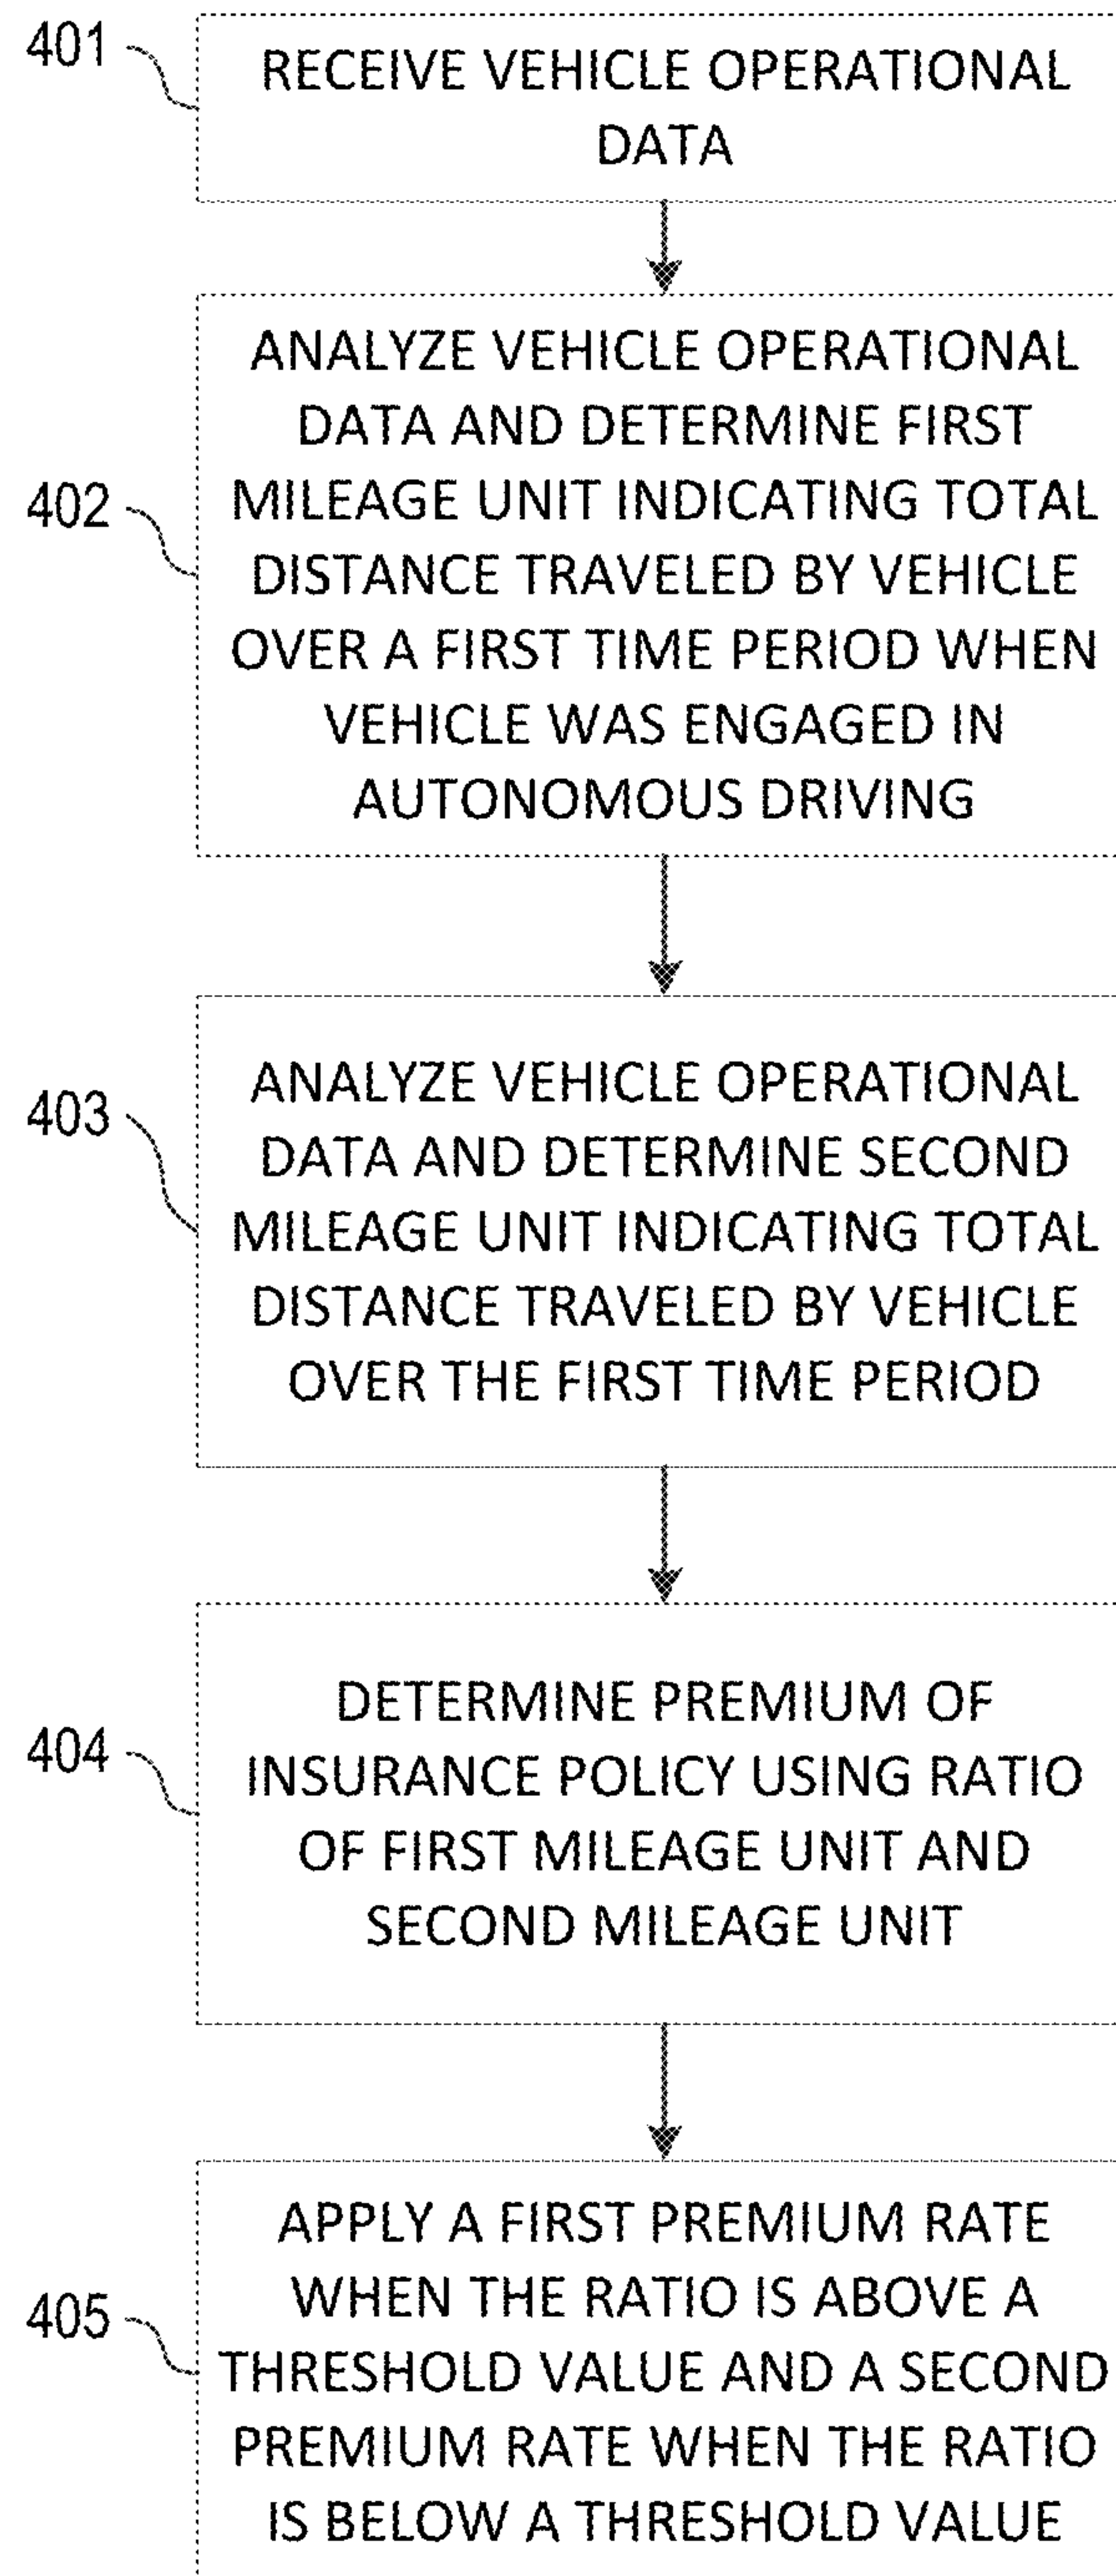 401
RECEIVE VEHICLE OPERATIONAL
DATA
402
ANALYZE VEHICLE OPERATIONAL
DATA AND DETERMINE FIRST
MILEAGE UNIT INDICATING TOTAL
DISTANCE TRAVELED BY VEHICLE
OVER A FIRST TIME PERIOD WHEN
VEHICLE WAS ENGAGED IN
AUTONOMOUS DRIVING
403
ANALYZE VEHICLE OPERATIONAL
DATA AND DETERMINE SECOND
MILEAGE UNIT INDICATING TOTAL
DISTANCE TRAVELED BY VEHICLE
OVER THE FIRST TIME PERIOD
404
DETERMINE PREMIUM OF
INSURANCE POLICY USING RATIO
OF FIRST MILEAGE UNIT AND
SECOND MILEAGE UNIT
405
APPLY A FIRST PREMIUM RATE
WHEN THE RATIO IS ABOVE A
THRESHOLD VALUE AND A SECOND
PREMIUM RATE WHEN THE RATIO
IS BELOW A THRESHOLD VALUE